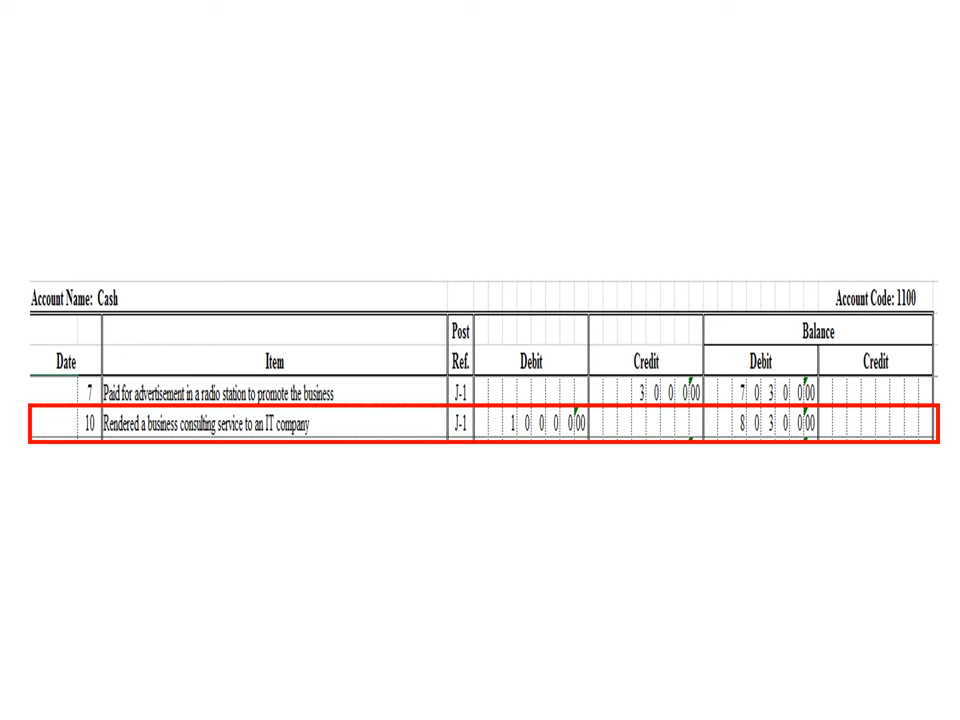 Account Name: Cash Account Code: 1100
Post Balance
Date Item Ref. Debit Credit Debit Credit
7 Paid for advertisement in a radio station to promote the business J-1 3 0 0 0 00 7 0 3 0 0 00
10 Rendered a business consulting service to an IT company J-1 1 0 0 0 0 00 8 0 3 0 0 00